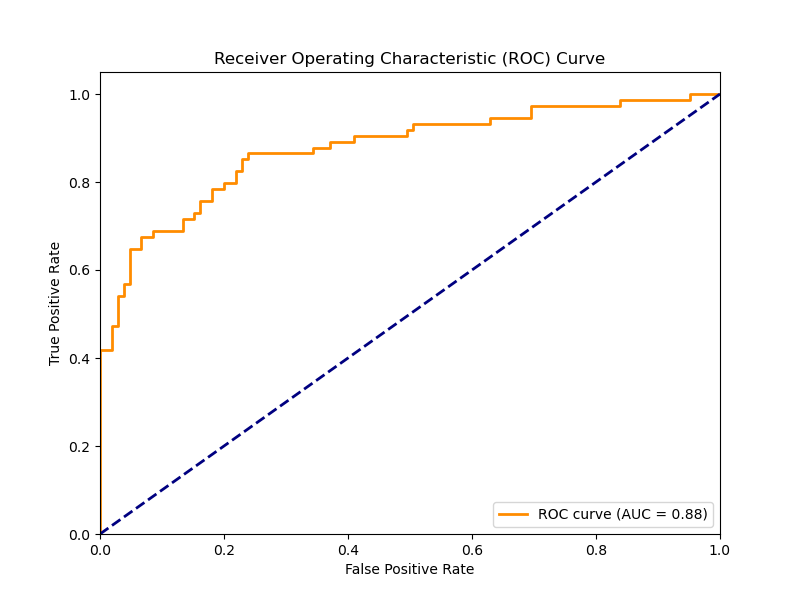 Receiver Operating Characteristic (ROC) Curve
1.0
0.8
0.6
0.4
0.2
0.0
True Positive Rate
ROC curve (AUC = 0.88)
0.0 0.2 0.4 0.6 0.8 1.0
False Positive Rate